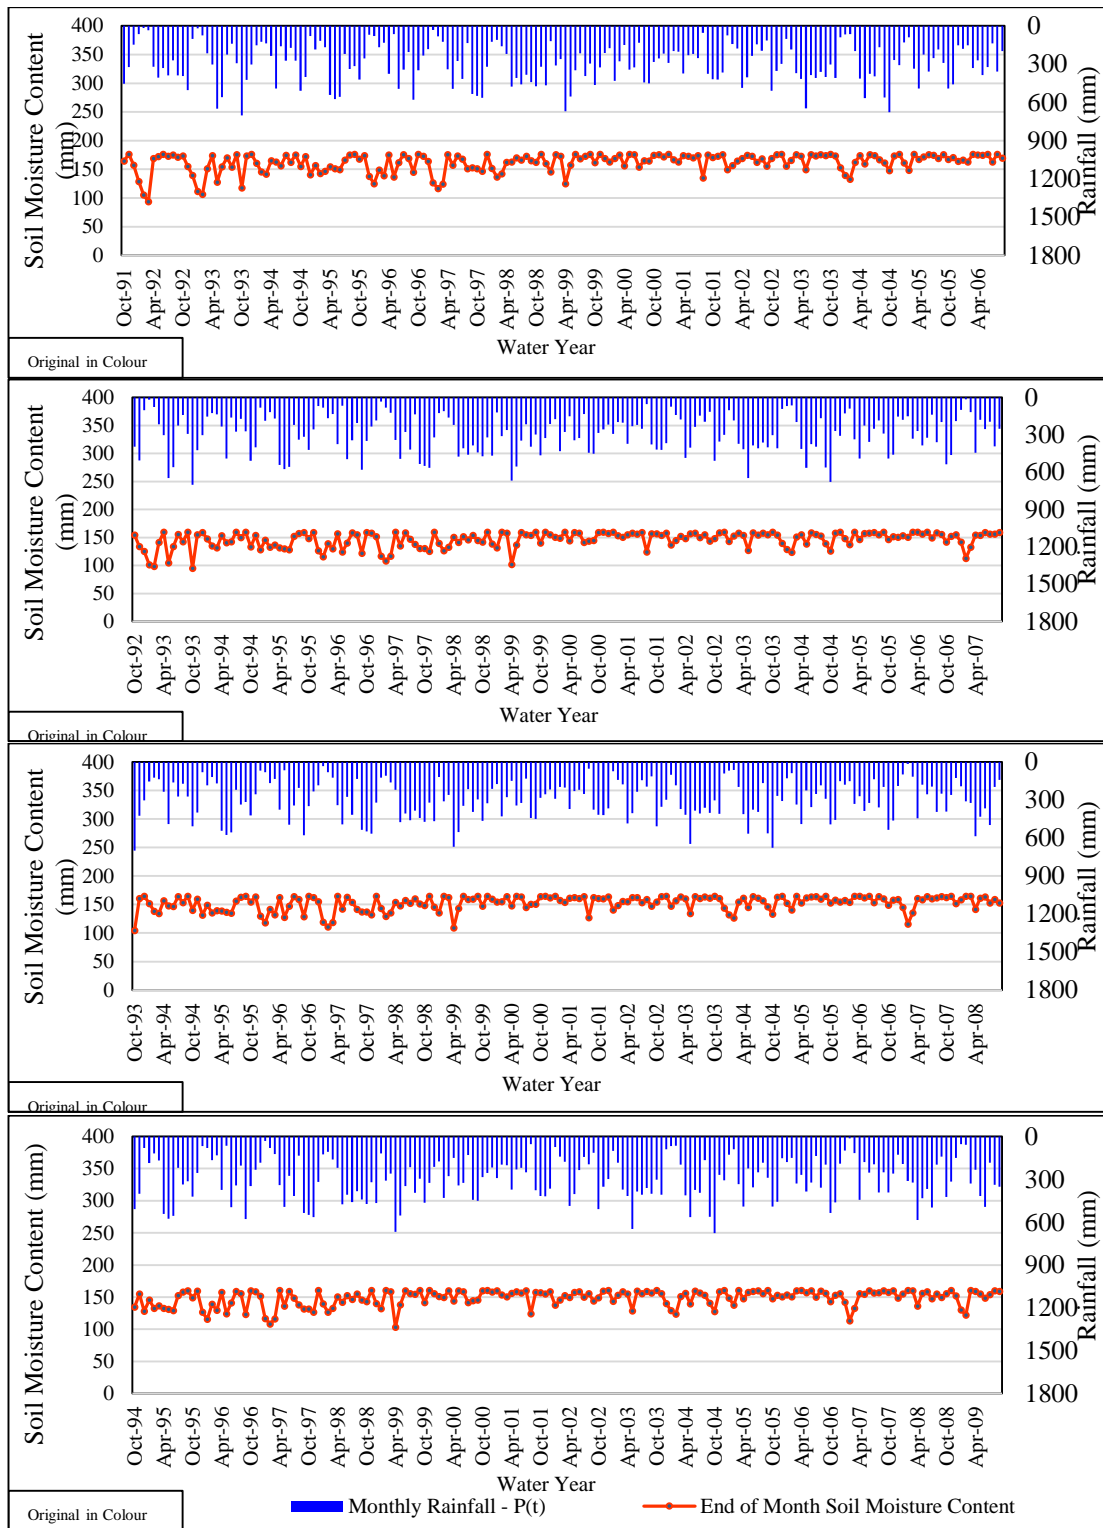 400
350
300
250
200
150
100
50
0
Soil Moisture Content
(mm)
0
300
600
900
1200
1500
1800
Rainfall (mm)
Oct-91
Apr-92
Oct-92
Apr-93
Oct-93
Apr-94
Oct-94
Apr-95
Oct-95
Apr-96
Oct-96
Apr-97
Oct-97
Apr-98
Oct-98
Apr-99
Oct-99
Apr-00
Oct-00
Apr-01
Oct-01
Apr-02
Oct-02
Apr-03
Oct-03
Apr-04
Oct-04
Apr-05
Oct-05
Apr-06
Water Year
Original in Colour
400
350
300
250
200
150
100
50
0
Soil Moisture Content
(mm)
0
300
600
900
1200
1500
1800
Rainfall (mm)
Oct-92
Apr-93
Oct-93
Apr-94
Oct-94
Apr-95
Oct-95
Apr-96
Oct-96
Apr-97
Oct-97
Apr-98
Oct-98
Apr-99
Oct-99
Apr-00
Oct-00
Apr-01
Oct-01
Apr-02
Oct-02
Apr-03
Oct-03
Apr-04
Oct-04
Apr-05
Oct-05
Apr-06
Oct-06
Apr-07
Water Year
Original in Colour
400
350
300
250
200
150
100
50
0
Soil Moisture Content
(mm)
0
300
600
900
1200
1500
1800
Rainfall (mm)
Oct-93
Apr-94
Oct-94
Apr-95
Oct-95
Apr-96
Oct-96
Apr-97
Oct-97
Apr-98
Oct-98
Apr-99
Oct-99
Apr-00
Oct-00
Apr-01
Oct-01
Apr-02
Oct-02
Apr-03
Oct-03
Apr-04
Oct-04
Apr-05
Oct-05
Apr-06
Oct-06
Apr-07
Oct-07
Apr-08
Water Year
Original in Colour
400
350
300
250
200
150
100
50
0
Soil Moisture Content (mm)
0
300
600
900
1200
1500
1800
Rainfall (mm)
Oct-94
Apr-95
Oct-95
Apr-96
Oct-96
Apr-97
Oct-97
Apr-98
Oct-98
Apr-99
Oct-99
Apr-00
Oct-00
Apr-01
Oct-01
Apr-02
Oct-02
Apr-03
Oct-03
Apr-04
Oct-04
Apr-05
Oct-05
Apr-06
Oct-06
Apr-07
Oct-07
Apr-08
Oct-08
Apr-09
Water Year
Monthly Rainfall - P(t)
End of Month Soil Moisture Content
Original in Colour